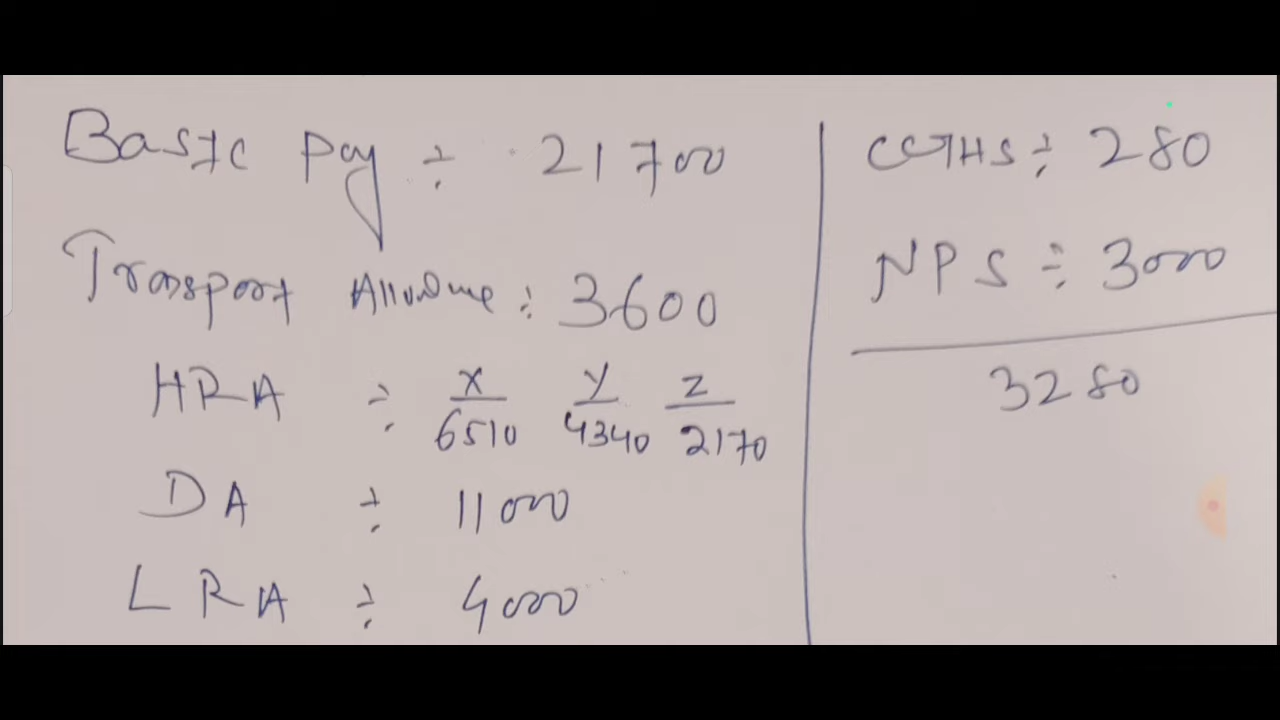 Basic Pay ÷ 21700
Transport Allowance : 3600
HRA ÷ X Y Z
6510 4340 2170
DA ÷ 11000
LRA ÷ 4000
CGHS ÷ 280
NPS ÷ 3000
3280